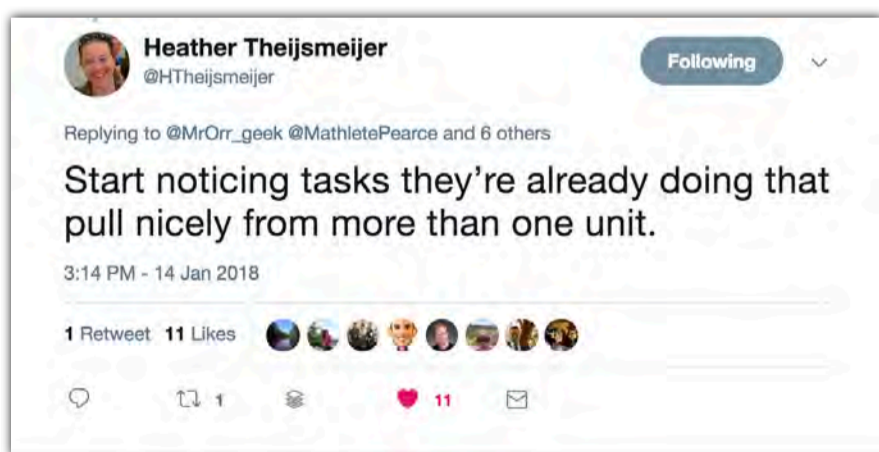 Heather Theijsmeijer
Following
@HTheijsmeijer
Replying to @MrOrr_geek @MathletePearce and 6 others
Start noticing tasks they’re already doing that
pull nicely from more than one unit.
3:14 PM - 14 Jan 2018
1 Retweet 11 Likes
1 11